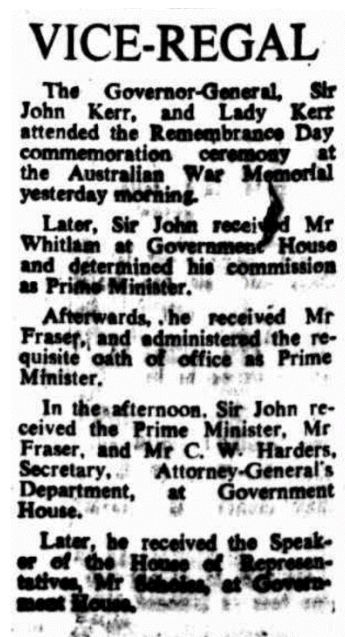 VICE-REGAL
The Governor-General, Sir
John Kerr, and Lady Kerr
attended the Remembrance Day
commemoration ceremony at
the Australian War Memorial
yesterday morning.
Later, Sir John received Mr
Whitlam at Government House
and determined his commission
as Prime Minister.
Afterwards, he received Mr
Fraser, and administered the re-
quisite oath of office as Prime
Minister.
In the afternoon, Sir John re-
ceived the Prime Minister, Mr
Fraser, and Mr C. W. Harders,
Secretary, Attorney-General's
Department, at Government
House.
Later, he received the Speak-
er of the House of Represen-
tatives, Mr Scholes, at Govern-
ment House.